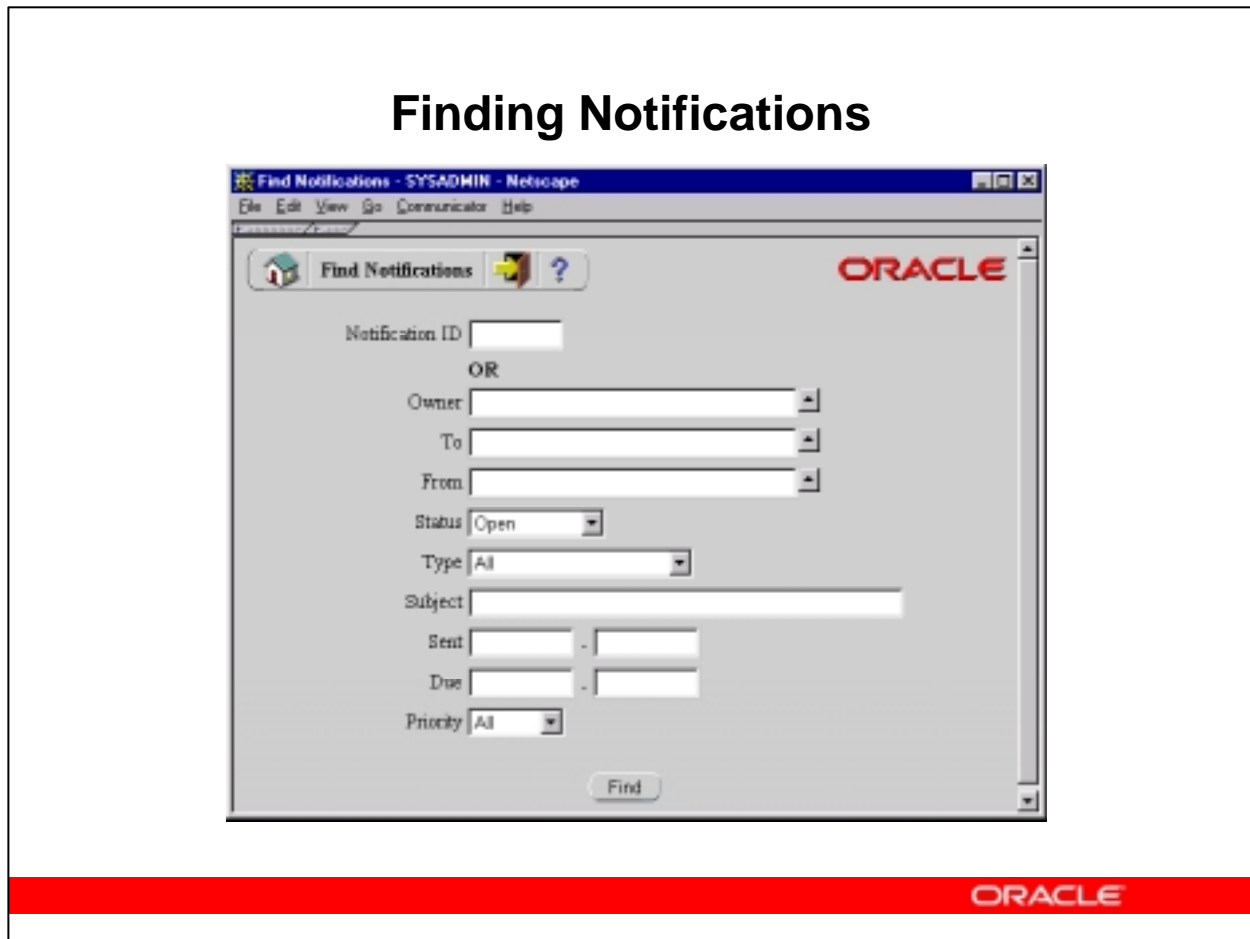 Finding Notifications
Find Notifications - SYSADMIN - Netscape
File Edit View Go Communicator Help
Find Notifications ? ORACLE
Notification ID
OR
Owner
To
From
Status Open
Type All
Subject
Sent -
Due -
Priority All
Find
ORACLE